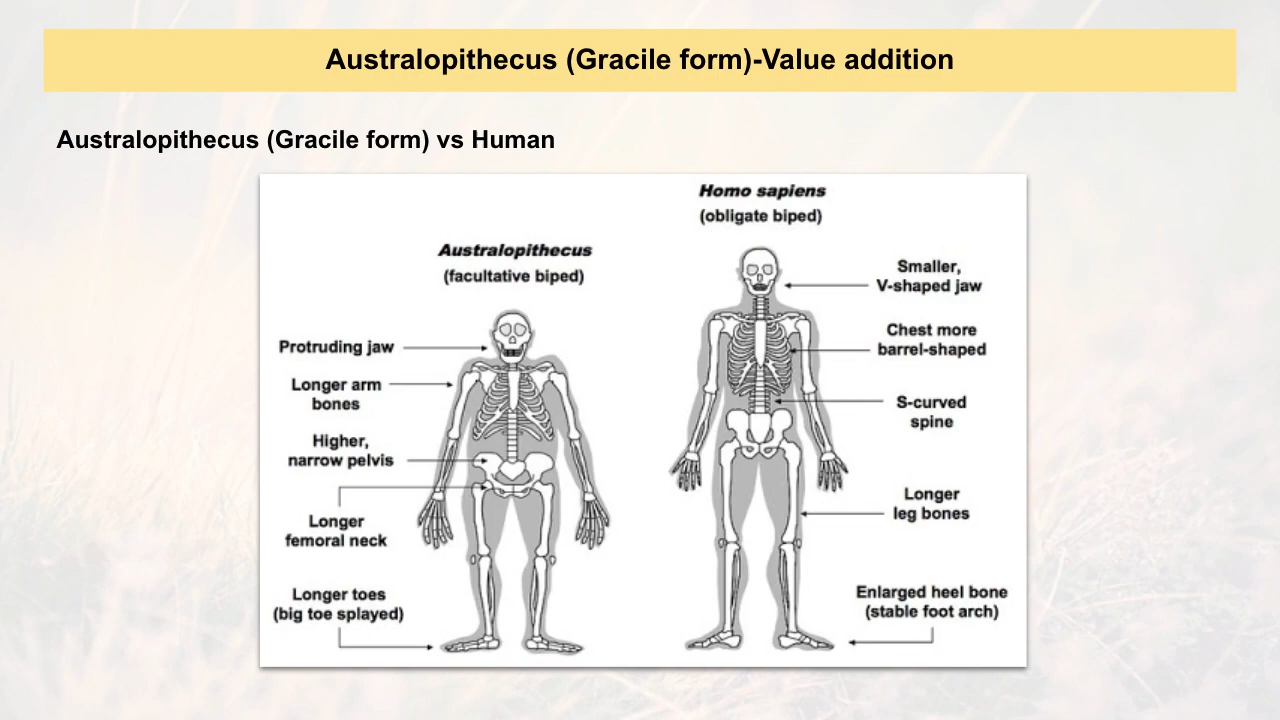 Australopithecus (Gracile form)-Value addition
Australopithecus (Gracile form) vs Human
Australopithecus
(facultative biped)
Protruding jaw
Longer arm
bones
Higher,
narrow pelvis
Longer
femoral neck
Longer toes
(big toe splayed)
Homo sapiens
(obligate biped)
Smaller,
V-shaped jaw
Chest more
barrel-shaped
S-curved
spine
Longer
leg bones
Enlarged heel bone
(stable foot arch)